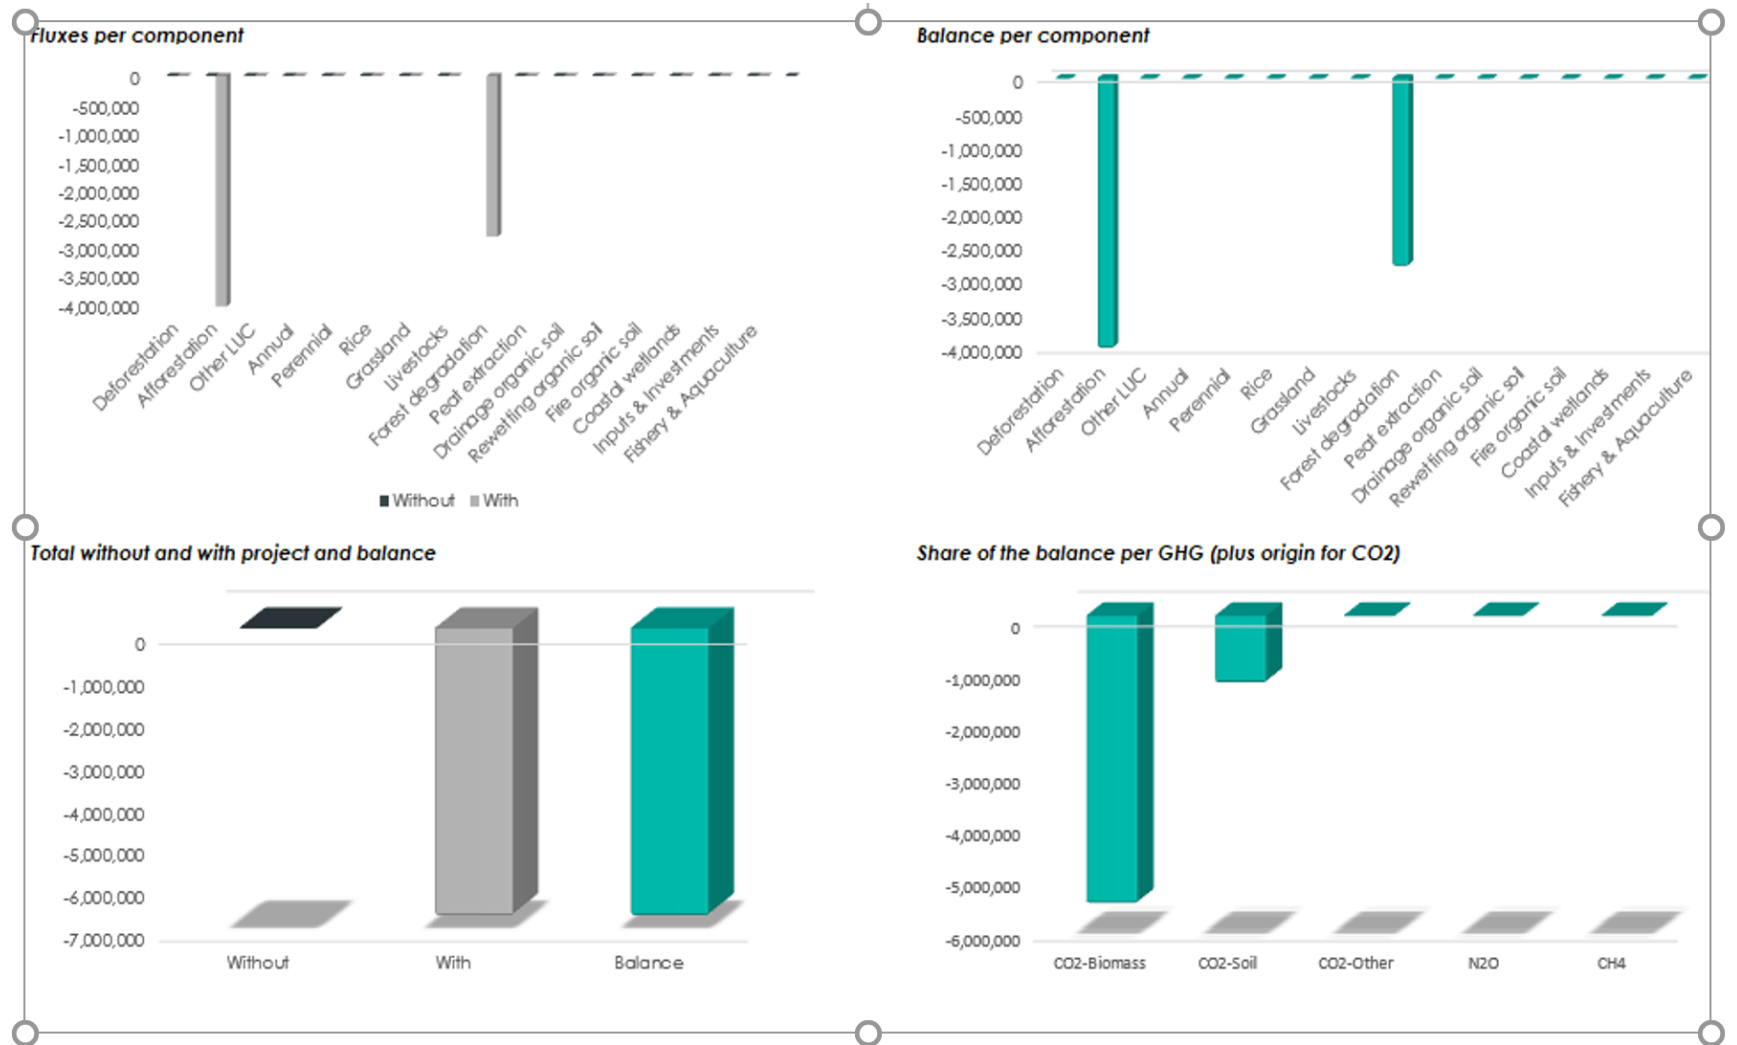 Fluxes per component
0
-500,000
-1,000,000
-1,500,000
-2,000,000
-2,500,000
-3,000,000
-3,500,000
-4,000,000
Deforestation
Afforestation
Other LUC
Annual
Perennial
Rice
Grassland
Livestocks
Forest degradation
Peat extraction
Drainage organic soil
Rewetting organic soil
Fire organic soil
Coastal wetlands
Inputs & Investments
Fishery & Aquaculture
Without With
Balance per component
0
-500,000
-1,000,000
-1,500,000
-2,000,000
-2,500,000
-3,000,000
-3,500,000
-4,000,000
Deforestation
Afforestation
Other LUC
Annual
Perennial
Rice
Grassland
Livestocks
Forest degradation
Peat extraction
Drainage organic soil
Rewetting organic soil
Fire organic soil
Coastal wetlands
Inputs & Investments
Fishery & Aquaculture
Total without and with project and balance
0
-1,000,000
-2,000,000
-3,000,000
-4,000,000
-5,000,000
-6,000,000
-7,000,000
Without With Balance
Share of the balance per GHG (plus origin for CO2)
0
-1,000,000
-2,000,000
-3,000,000
-4,000,000
-5,000,000
-6,000,000
CO2-Biomass CO2-Soil CO2-Other N2O CH4